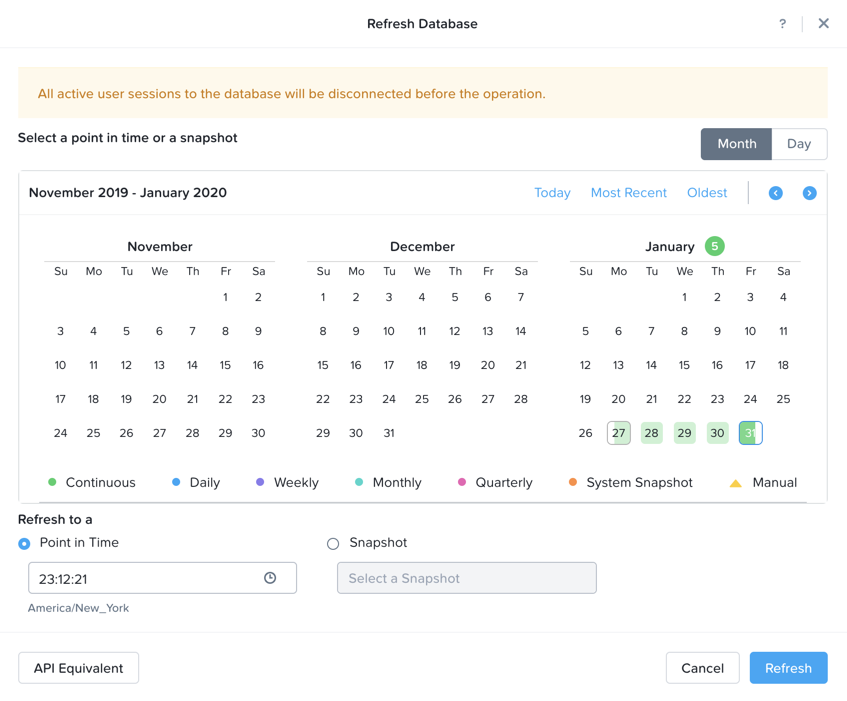 Refresh Database
?
All active user sessions to the database will be disconnected before the operation.
Select a point in time or a snapshot
Month Day
November 2019 - January 2020 Today Most Recent Oldest
November December January 5
Su Mo Tu We Th Fr Sa Su Mo Tu We Th Fr Sa Su Mo Tu We Th Fr Sa
1 2 1 2 3 4 5 6 7 1 2 3 4
3 4 5 6 7 8 9 8 9 10 11 12 13 14 5 6 7 8 9 10 11
10 11 12 13 14 15 16 15 16 17 18 19 20 21 12 13 14 15 16 17 18
17 18 19 20 21 22 23 22 23 24 25 26 27 28 19 20 21 22 23 24 25
24 25 26 27 28 29 30 29 30 31 26 27 28 29 30 31
Continuous Daily Weekly Monthly Quarterly System Snapshot Manual
Refresh to a
Point in Time Snapshot
23:12:21 Select a Snapshot
America/New_York
API Equivalent Cancel Refresh